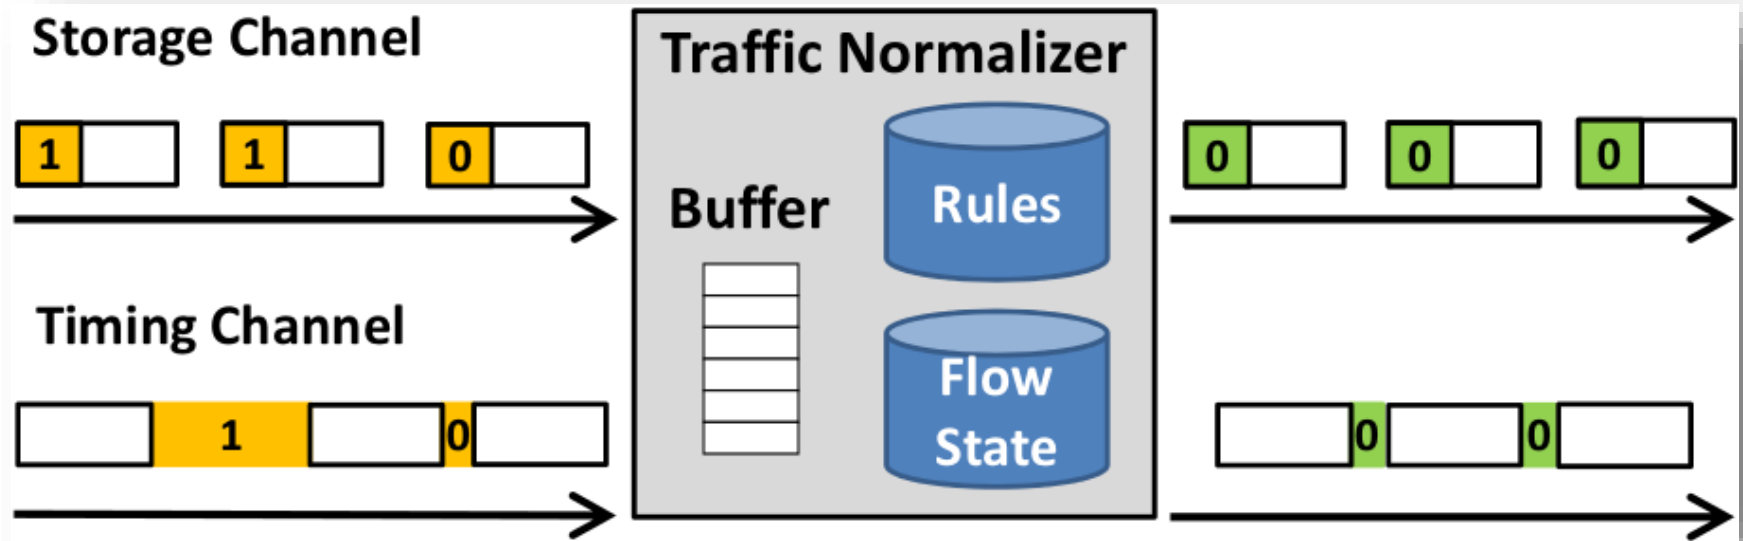 Storage Channel
1 1 0
Timing Channel
1 0
Traffic Normalizer
Buffer
Rules
Flow
State
0 0 0
0 0